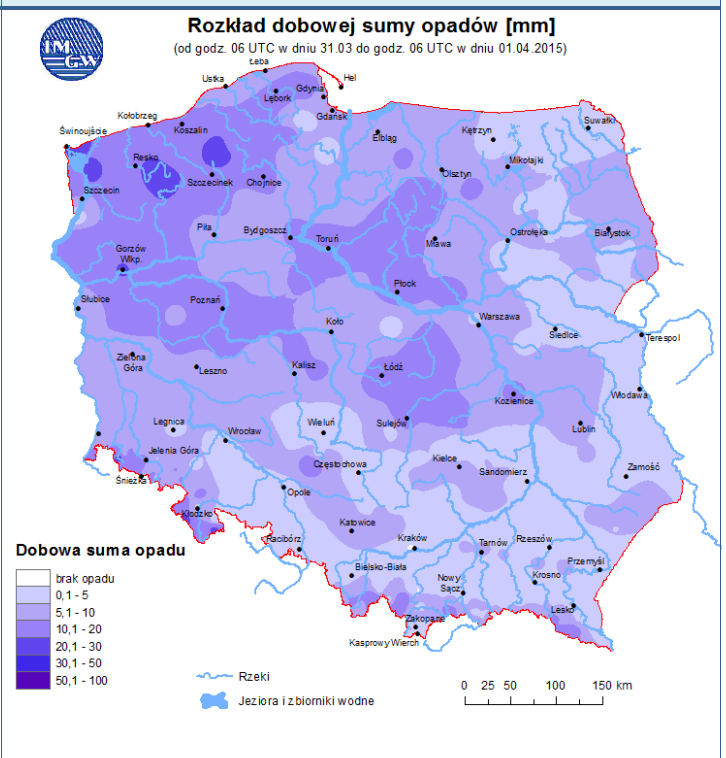 Rozkład dobowej sumy opadów [mm]
(od godz. 06 UTC w dniu 31.03 do godz. 06 UTC w dniu 01.04.2015)
IM
GW
Łeba
Hel
Ustka
Gdynia
Lębork
Gdańsk
Kołobrzeg
Koszalin
Suwałki
Świnoujście
Elbląg
Kętrzyn
Resko
Mikołajki
Szczecinek
Chojnice
Olsztyn
Szczecin
Piła
Bydgoszcz
Toruń
Mława
Ostrołęka
Białystok
Gorzów
Wlkp.
Płock
Słubice
Poznań
Koło
Warszawa
Siedlce
Terespol
Zielona
Góra
Leszno
Kalisz
Łódź
Kozienice
Włodawa
Legnica
Wrocław
Wieluń
Sulejów
Lublin
Jelenia Góra
Śnieżka
Częstochowa
Kielce
Sandomierz
Zamość
Opole
Kłodzko
Katowice
Racibórz
Kraków
Tarnów
Rzeszów
Przemyśl
Bielsko-Biała
Nowy
Sącz
Krosno
Lesko
Zakopane
Kasprowy Wierch
Dobowa suma opadu
brak opadu
0,1 - 5
5,1 - 10
10,1 - 20
20,1 - 30
30,1 - 50
50,1 - 100
Rzeki
Jeziora i zbiorniki wodne
0 25 50 100 150 km